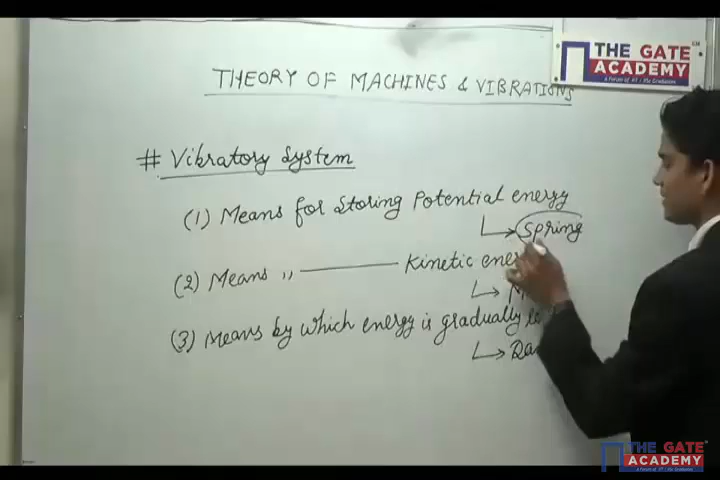 THE GATE
ACADEMY
THEORY OF MACHINES & VIBRATIONS
# Vibratory System
(1) Means for storing Potential energy
Spring
(2) Means ,, ———— Kinetic ener
(3) Means by which energy is gradually
THE GATE
ACADEMY